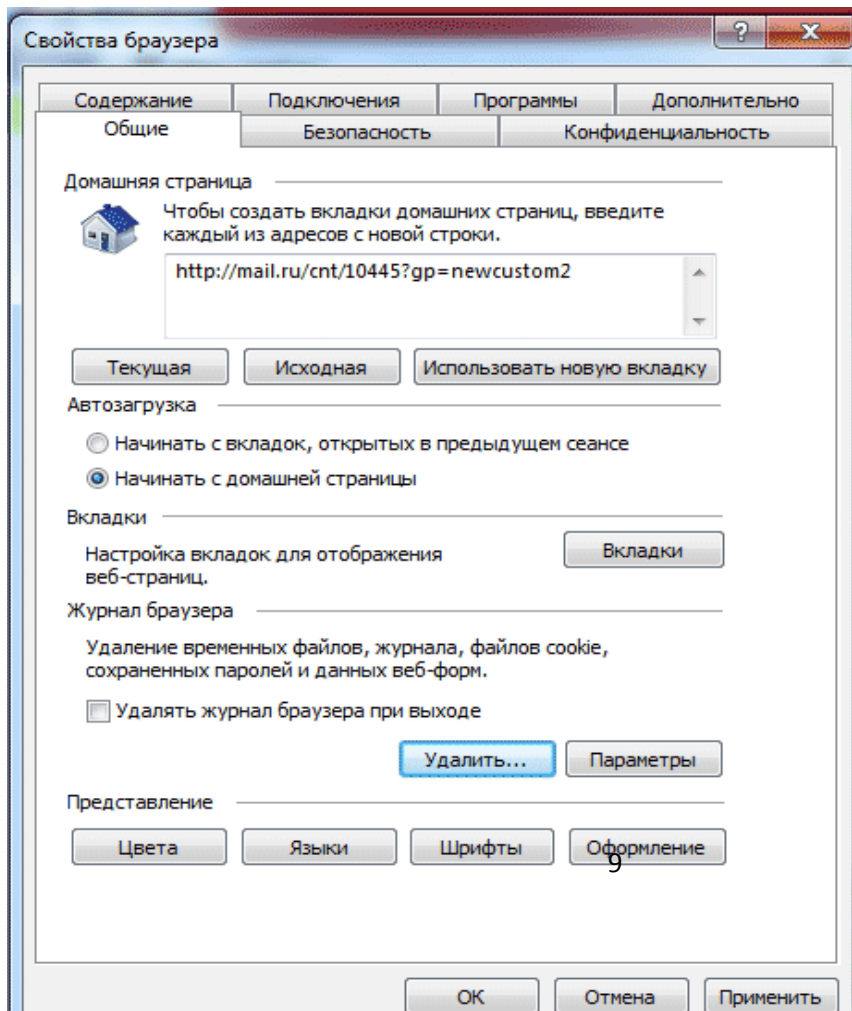 Свойства браузера
Содержание Подключения Программы Дополнительно
Общие Безопасность Конфиденциальность
Домашняя страница
Чтобы создать вкладки домашних страниц, введите
каждый из адресов с новой строки.
http://mail.ru/cnt/10445?gp=newcustom2
Текущая Исходная Использовать новую вкладку
Автозагрузка
Начинать с вкладок, открытых в предыдущем сеансе
Начинать с домашней страницы
Вкладки
Настройка вкладок для отображения
веб-страниц.
Вкладки
Журнал браузера
Удаление временных файлов, журнала, файлов cookie,
сохраненных паролей и данных веб-форм.
Удалять журнал браузера при выходе
Удалить... Параметры
Представление
Цвета Языки Шрифты Оформление
9
ОК Отмена Применить